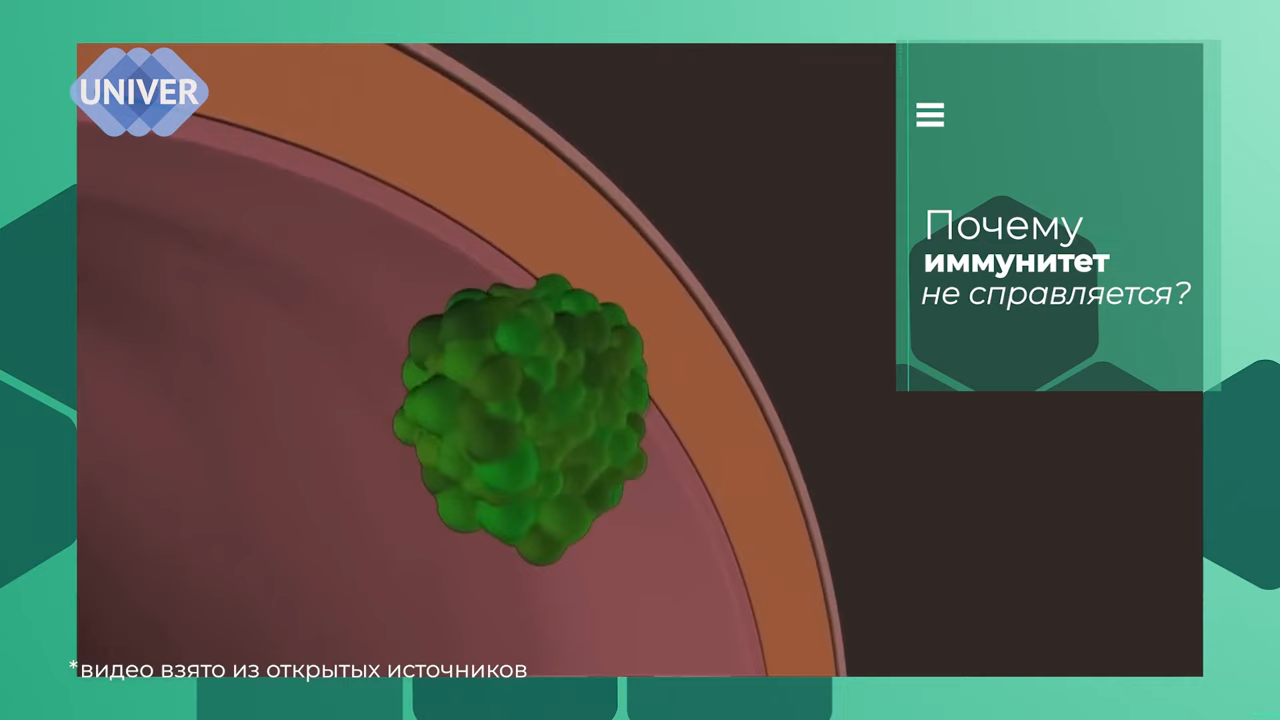 UNIVER
Почему
иммунитет
не справляется?
*видео взято из открытых источников